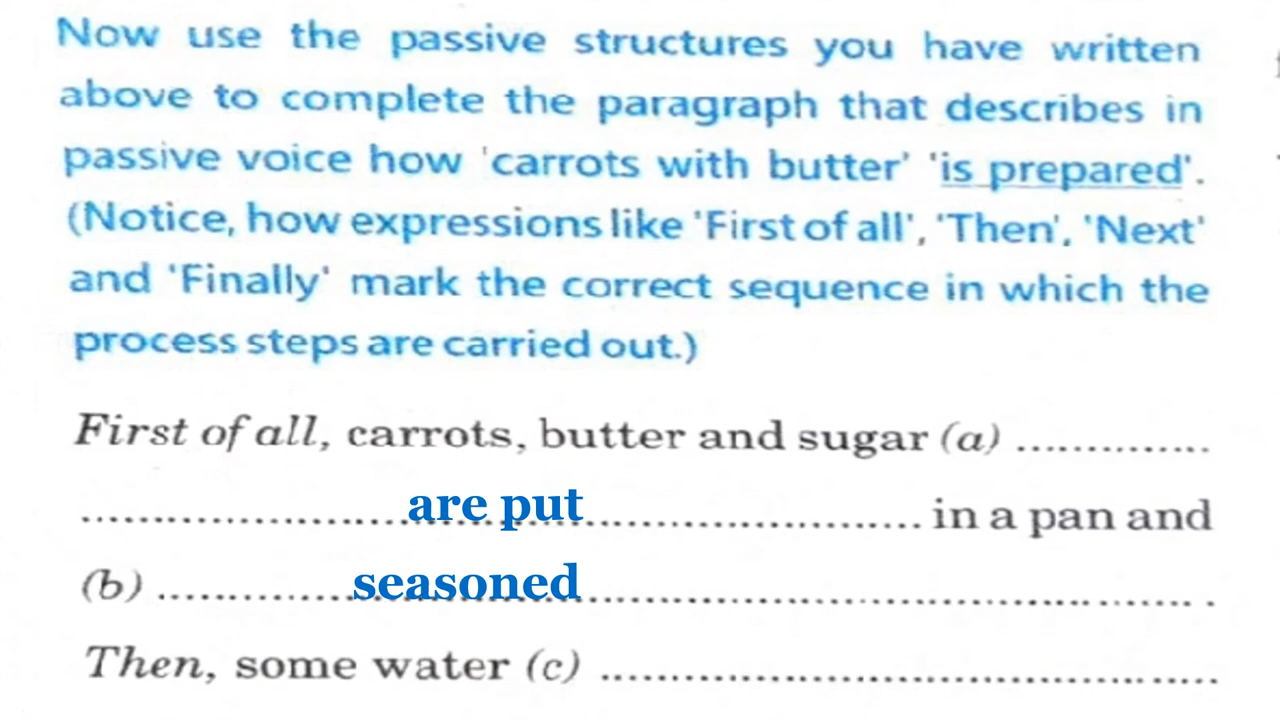 Now use the passive structures you have written
above to complete the paragraph that describes in
passive voice how 'carrots with butter' 'is prepared'.
(Notice, how expressions like 'First of all', 'Then', 'Next'
and 'Finally' mark the correct sequence in which the
process steps are carried out.)
First of all, carrots, butter and sugar (a) ..............
............................are put............................. in a pan and
(b) ................seasoned..................................................... .
Then, some water (c) ...................................................